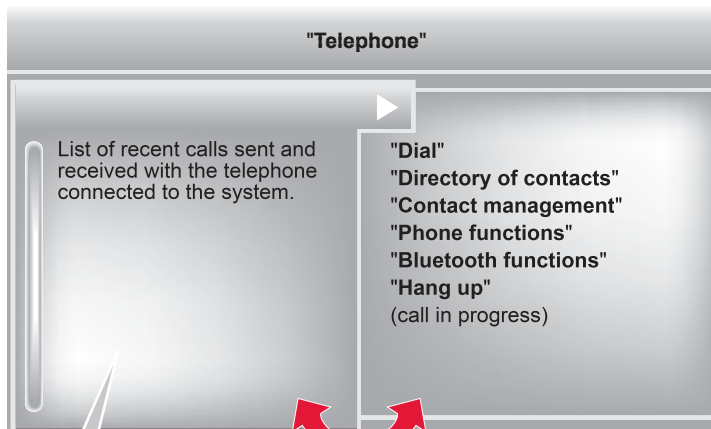 "Telephone"
List of recent calls sent and
received with the telephone
connected to the system.
"Dial"
"Directory of contacts"
"Contact management"
"Phone functions"
"Bluetooth functions"
"Hang up"
(call in progress)